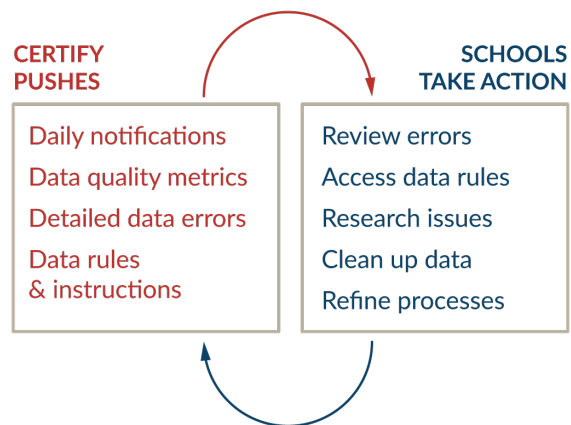 CERTIFY
PUSHES
Daily notifications
Data quality metrics
Detailed data errors
Data rules
& instructions
SCHOOLS
TAKE ACTION
Review errors
Access data rules
Research issues
Clean up data
Refine processes